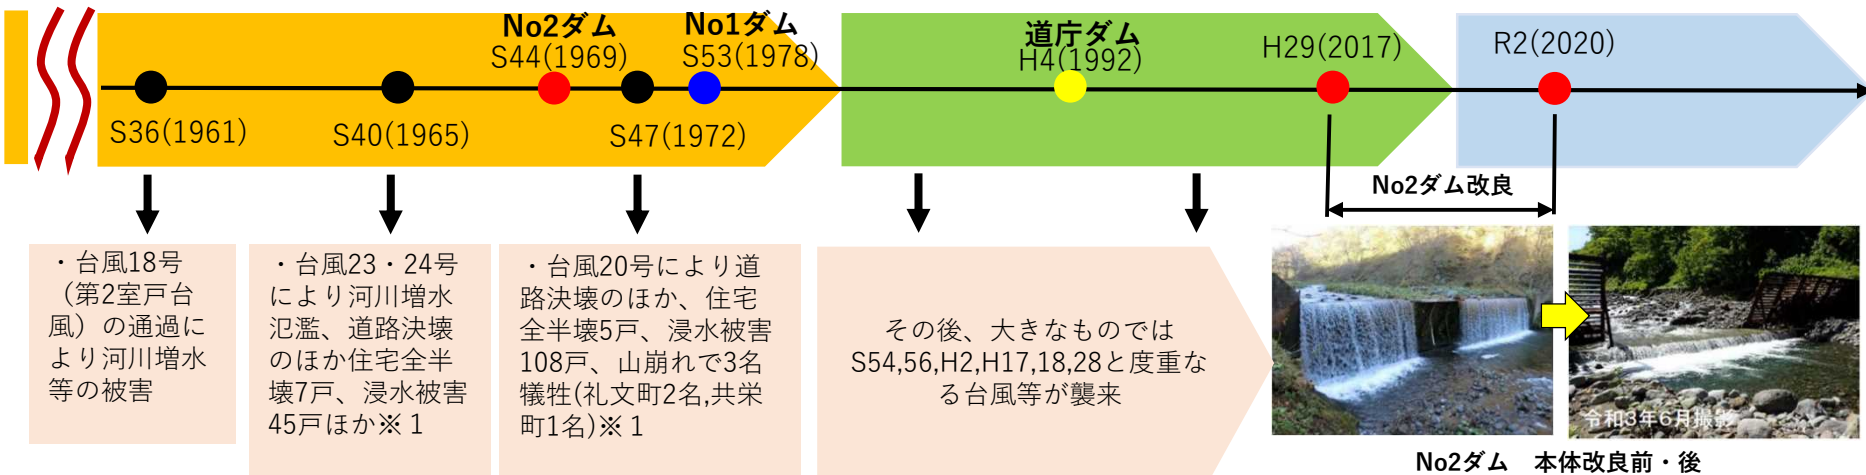 No2ダム
S44(1969)
No1ダム
S53(1978)
道庁ダム
H4(1992)
H29(2017)
R2(2020)
S36(1961)
S40(1965)
S47(1972)
No2ダム改良
・台風18号
（第2室戸台
風）の通過に
より河川増水
等の被害
・台風23・24号
により河川増水
氾濫、道路決壊
のほか住宅全半
壊7戸、浸水被害
45戸ほか※１
・台風20号により道
路決壊のほか、住宅
全半壊5戸、浸水被害
108戸、山崩れで3名
犠牲(礼文町2名,共栄
町1名)※１
その後、大きなものでは
S54,56,H2,H17,18,28と度重な
る台風等が襲来
令和3年6月撮影
No2ダム　本体改良前・後